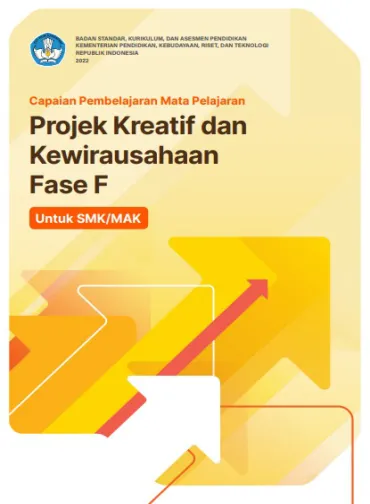 BADAN STANDAR, KURIKULUM, DAN ASESMEN PENDIDIKAN
KEMENTERIAN PENDIDIKAN, KEBUDAYAAN, RISET, DAN TEKNOLOGI
REPUBLIK INDONESIA
2022
Capaian Pembelajaran Mata Pelajaran
Projek Kreatif dan
Kewirausahaan
Fase F
Untuk SMK/MAK